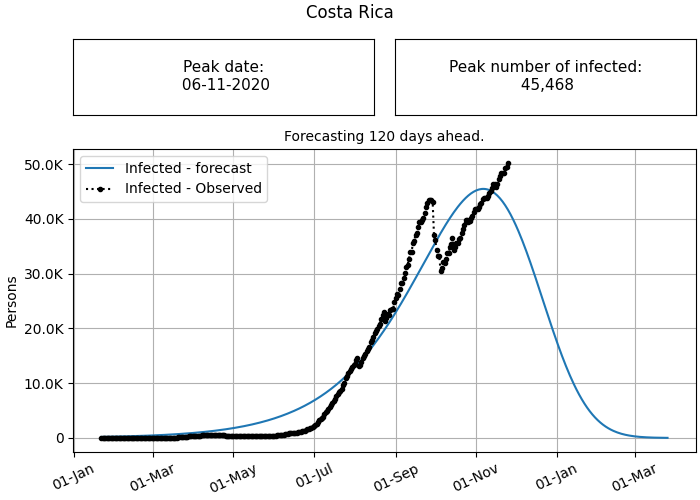 Costa Rica
Peak date:
06-11-2020
Peak number of infected:
45,468
Forecasting 120 days ahead.
Infected - forecast
Infected - Observed
50.0K
40.0K
30.0K
20.0K
10.0K
0
Persons
01-Jan
01-Mar
01-May
01-Jul
01-Sep
01-Nov
01-Jan
01-Mar